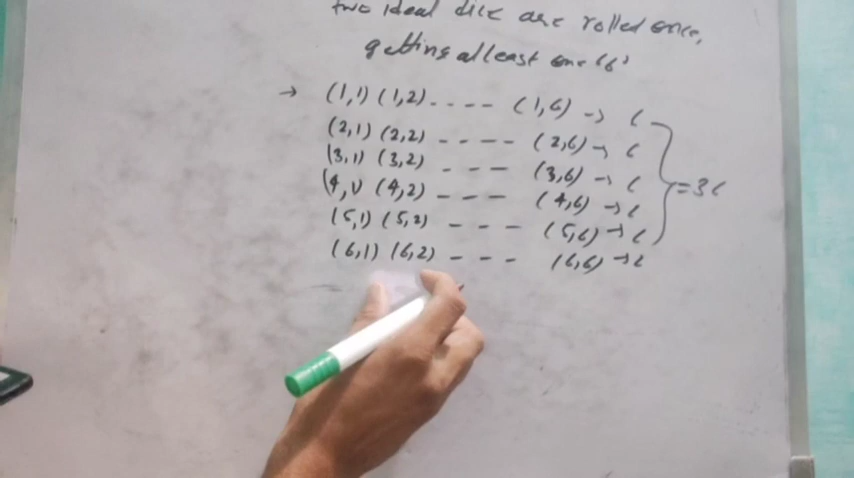 two ideal dice are rolled once,
getting atleast one '6'
→ (1,1) (1,2) ---- (1,6) → 6
(2,1) (2,2) ---- (2,6) → 6
(3,1) (3,2) - --- (3,6) → 6
(4,1) (4,2) --- (4,6) → 6
(5,1) (5,2) --- (5,6) → 6
(6,1) (6,2) --- (6,6) → 6
} = 36